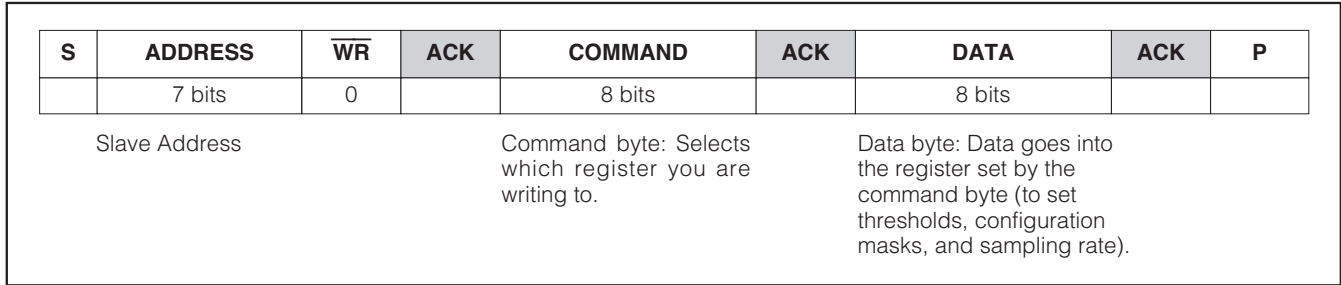 S ADDRESS WR ACK COMMAND ACK DATA ACK P
7 bits 0 8 bits 8 bits
Slave Address
Command byte: Selects
which register you are
writing to.
Data byte: Data goes into
the register set by the
command byte (to set
thresholds, configuration
masks, and sampling rate).